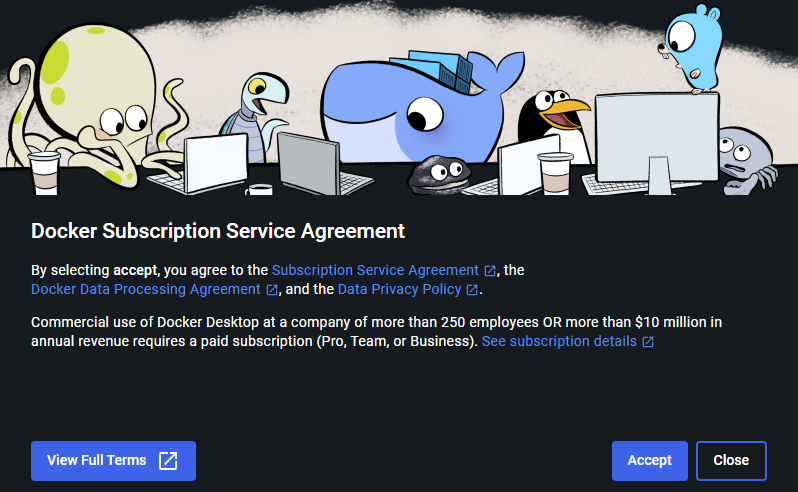 Docker Subscription Service Agreement
By selecting accept, you agree to the Subscription Service Agreement , the
Docker Data Processing Agreement , and the Data Privacy Policy .
Commercial use of Docker Desktop at a company of more than 250 employees OR more than $10 million in
annual revenue requires a paid subscription (Pro, Team, or Business). See subscription details
View Full Terms
Accept
Close